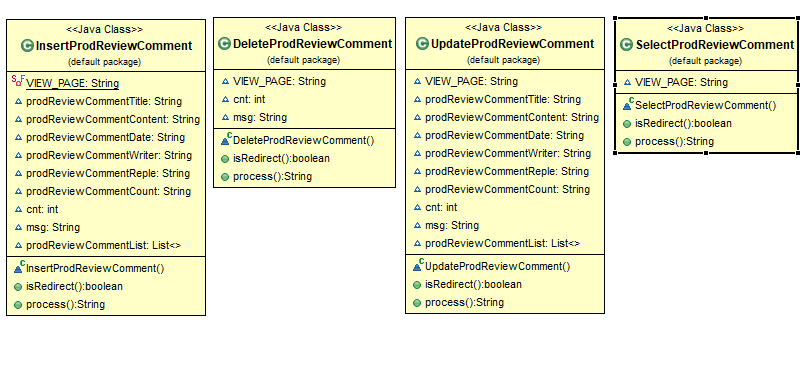 <<Java Class>>
InsertProdReviewComment
(default package)
VIEW_PAGE: String
prodReviewCommentTitle: String
prodReviewCommentContent: String
prodReviewCommentDate: String
prodReviewCommentWriter: String
prodReviewCommentReple: String
prodReviewCommentCount: String
cnt: int
msg: String
prodReviewCommentList: List<>
InsertProdReviewComment()
isRedirect():boolean
process():String
<<Java Class>>
DeleteProdReviewComment
(default package)
VIEW_PAGE: String
cnt: int
msg: String
DeleteProdReviewComment()
isRedirect():boolean
process():String
<<Java Class>>
UpdateProdReviewComment
(default package)
VIEW_PAGE: String
prodReviewCommentTitle: String
prodReviewCommentContent: String
prodReviewCommentDate: String
prodReviewCommentWriter: String
prodReviewCommentReple: String
prodReviewCommentCount: String
cnt: int
msg: String
prodReviewCommentList: List<>
UpdateProdReviewComment()
isRedirect():boolean
process():String
<<Java Class>>
SelectProdReviewComment
(default package)
VIEW_PAGE: String
SelectProdReviewComment()
isRedirect():boolean
process():String